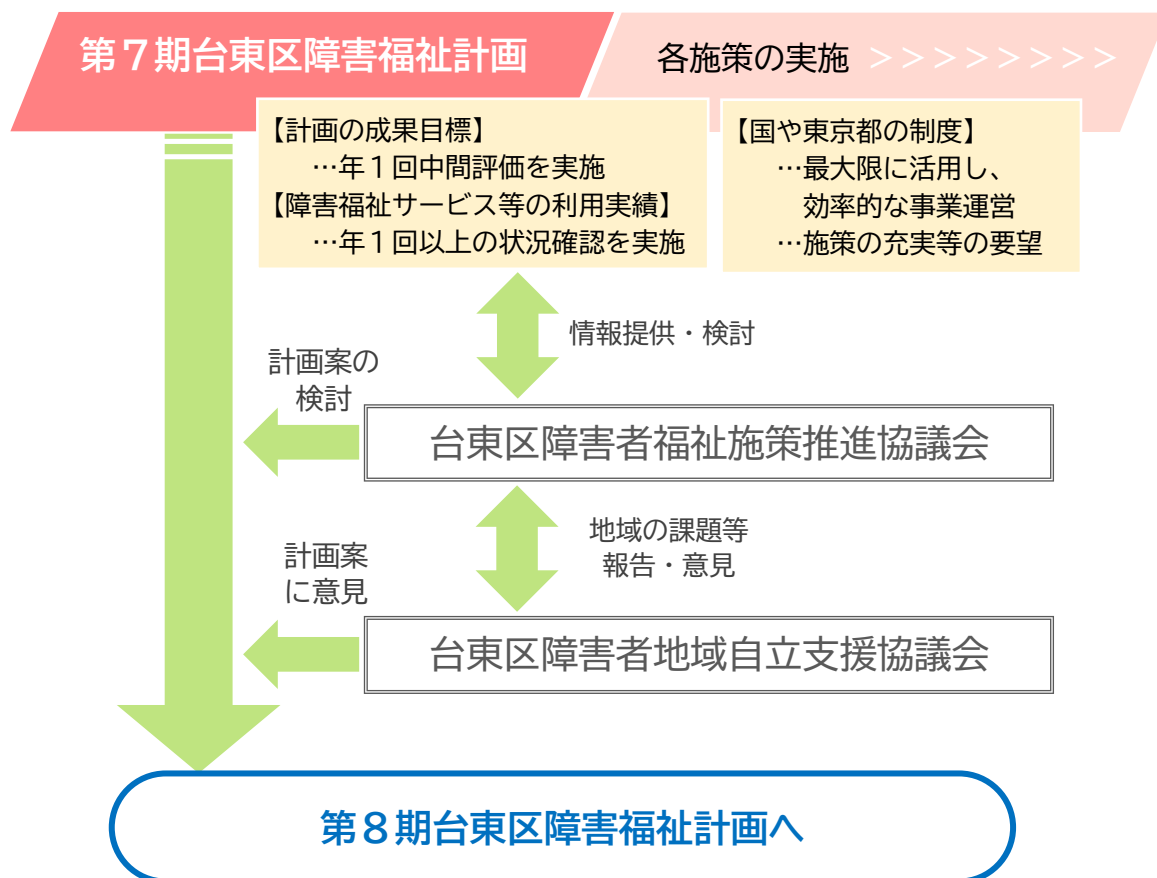 第７期台東区障害福祉計画
各施策の実施 ＞＞＞＞＞＞＞＞
【計画の成果目標】
…年１回中間評価を実施
【障害福祉サービス等の利用実績】
…年１回以上の状況確認を実施
【国や東京都の制度】
…最大限に活用し、
効率的な事業運営
…施策の充実等の要望
情報提供・検討
計画案の
検討
台東区障害者福祉施策推進協議会
地域の課題等
報告・意見
計画案
に意見
台東区障害者地域自立支援協議会
第８期台東区障害福祉計画へ